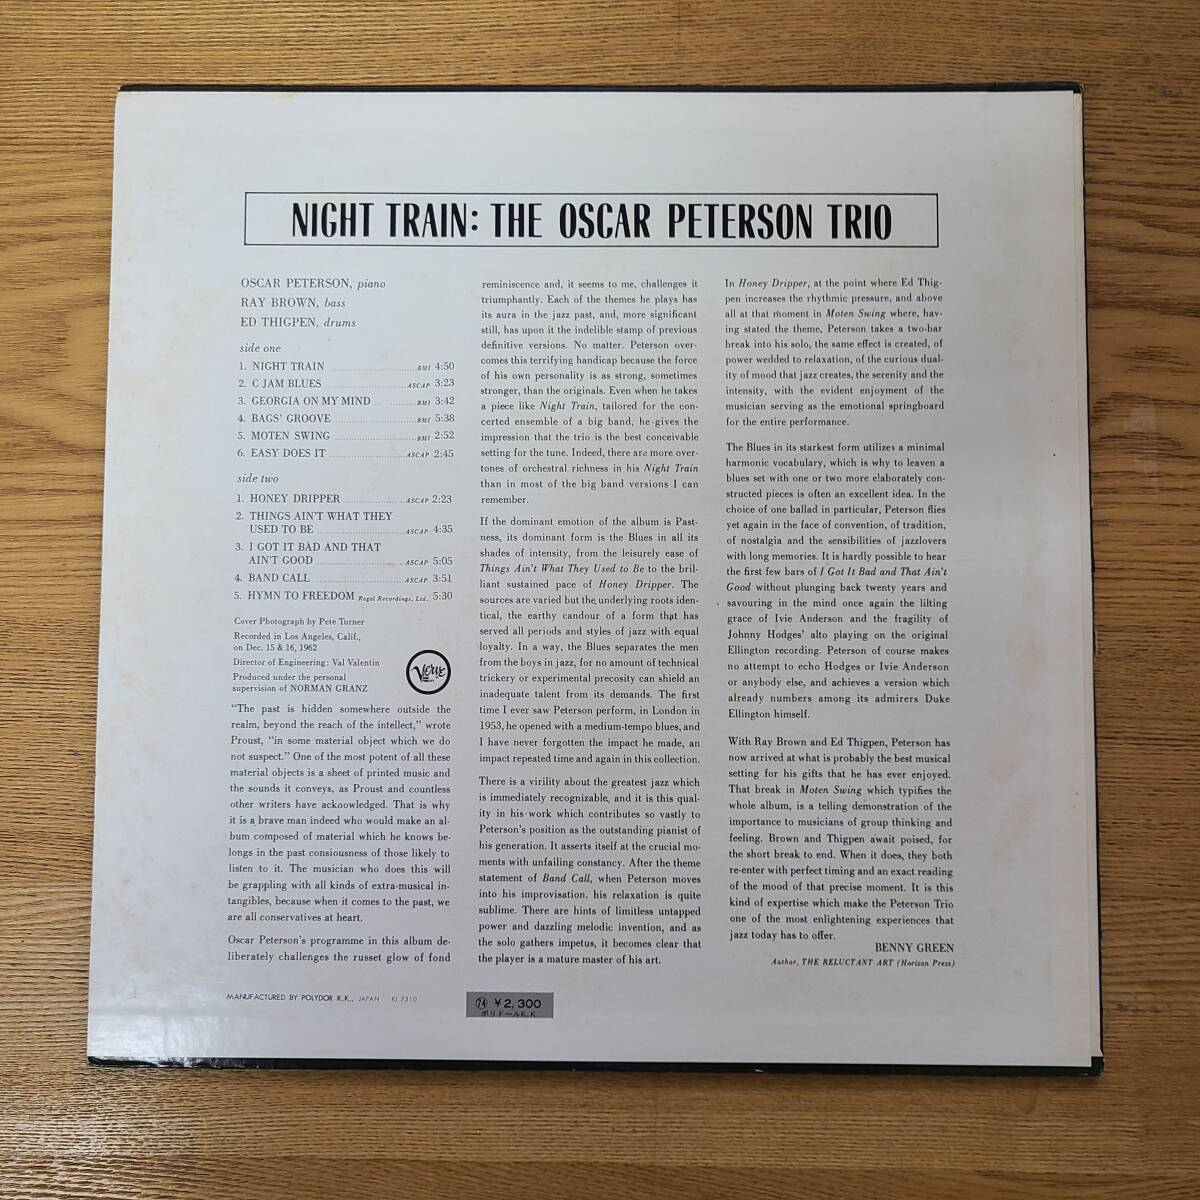 NIGHT TRAIN: THE OSCAR PETERSON TRIO
OSCAR PETERSON, piano
RAY BROWN, bass
ED THIGPEN, drums
side one
1. NIGHT TRAIN BMI 4:50
2. C JAM BLUES ASCAP 3:23
3. GEORGIA ON MY MIND BMI 3:42
4. BAGS' GROOVE BMI 5:38
5. MOTEN SWING BMI 2:52
6. EASY DOES IT ASCAP 2:45
side two
1. HONEY DRIPPER ASCAP 2:23
2. THINGS AIN'T WHAT THEY
USED TO BE ASCAP 4:35
3. I GOT IT BAD AND THAT
AIN'T GOOD ASCAP 5:05
4. BAND CALL ASCAP 3:51
5. HYMN TO FREEDOM Regal Recordings, Ltd. 5:30
Cover Photograph by Pete Turner
Recorded in Los Angeles, Calif.,
on Dec. 15 & 16, 1962
Director of Engineering: Val Valentin
Produced under the personal
supervision of NORMAN GRANZ
Verve
"The past is hidden somewhere outside the
realm, beyond the reach of the intellect," wrote
Proust, "in some material object which we do
not suspect." One of the most potent of all these
material objects is a sheet of printed music and
the sounds it conveys, as Proust and countless
other writers have acknowledged. That is why
it is a brave man indeed who would make an al-
bum composed of material which he knows be-
longs in the past consiousness of those likely to
listen to it. The musician who does this will
be grappling with all kinds of extra-musical in-
tangibles, because when it comes to the past, we
are all conservatives at heart.
Oscar Peterson's programme in this album de-
liberately challenges the russet glow of fond
reminiscence and, it seems to me, challenges it
triumphantly. Each of the themes he plays has
its aura in the jazz past, and, more significant
still, has upon it the indelible stamp of previous
definitive versions. No matter. Peterson over-
comes this terrifying handicap because the force
of his own personality is as strong, sometimes
stronger, than the originals. Even when he takes
a piece like Night Train, tailored for the con-
certed ensemble of a big band, he gives the
impression that the trio is the best conceivable
setting for the tune. Indeed, there are more over-
tones of orchestral richness in his Night Train
than in most of the big band versions I can
remember.
If the dominant emotion of the album is Past-
ness, its dominant form is the Blues in all its
shades of intensity, from the leisurely ease of
Things Ain't What They Used to Be to the bril-
liant sustained pace of Honey Dripper. The
sources are varied but the underlying roots iden-
tical, the earthy candour of a form that has
served all periods and styles of jazz with equal
loyalty. In a way, the Blues separates the men
from the boys in jazz, for no amount of technical
trickery or experimental precosity can shield an
inadequate talent from its demands. The first
time I ever saw Peterson perform, in London in
1953, he opened with a medium-tempo blues, and
I have never forgotten the impact he made, an
impact repeated time and again in this collection.
There is a virility about the greatest jazz which
is immediately recognizable, and it is this qual-
ity in his work which contributes so vastly to
Peterson's position as the outstanding pianist of
his generation. It asserts itself at the crucial mo-
ments with unfailing constancy. After the theme
statement of Band Call, when Peterson moves
into his improvisation. his relaxation is quite
sublime. There are hints of limitless untapped
power and dazzling melodic invention, and as
the solo gathers impetus, it becomes clear that
the player is a mature master of his art.
In Honey Dripper, at the point where Ed Thig-
pen increases the rhythmic pressure, and above
all at that moment in Moten Swing where, hav-
ing stated the theme, Peterson takes a two-bar
break into his solo, the same effect is created, of
power wedded to relaxation, of the curious dual-
ity of mood that jazz creates, the serenity and the
intensity, with the evident enjoyment of the
musician serving as the emotional springboard
for the entire performance.
The Blues in its starkest form utilizes a minimal
harmonic vocabulary, which is why to leaven a
blues set with one or two more elaborately con-
structed pieces is often an excellent idea. In the
choice of one ballad in particular, Peterson flies
yet again in the face of convention, of tradition,
of nostalgia and the sensibilities of jazzlovers
with long memories. It is hardly possible to hear
the first few bars of I Got It Bad and That Ain't
Good without plunging back twenty years and
savouring in the mind once again the lilting
grace of Ivie Anderson and the fragility of
Johnny Hodges' alto playing on the original
Ellington recording. Peterson of course makes
no attempt to echo Hodges or Ivie Anderson
or anybody else, and achieves a version which
already numbers among its admirers Duke
Ellington himself.
With Ray Brown and Ed Thigpen, Peterson has
now arrived at what is probably the best musical
setting for his gifts that he has ever enjoyed.
That break in Moten Swing which typifies the
whole album, is a telling demonstration of the
importance to musicians of group thinking and
feeling. Brown and Thigpen await poised, for
the short break to end. When it does, they both
re-enter with perfect timing and an exact reading
of the mood of that precise moment. It is this
kind of expertise which make the Peterson Trio
one of the most enlightening experiences that
jazz today has to offer.
BENNY GREEN
Author, THE RELUCTANT ART (Horizon Press)
MANUFACTURED BY POLYDOR K.K., JAPAN KI 7310
74 ¥2,300
ポリドールK.K